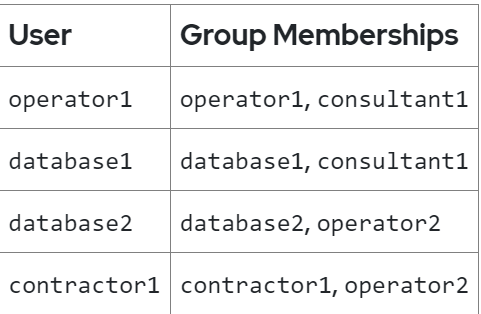 User Group Memberships
operator1 operator1, consultant1
database1 database1, consultant1
database2 database2, operator2
contractor1 contractor1, operator2